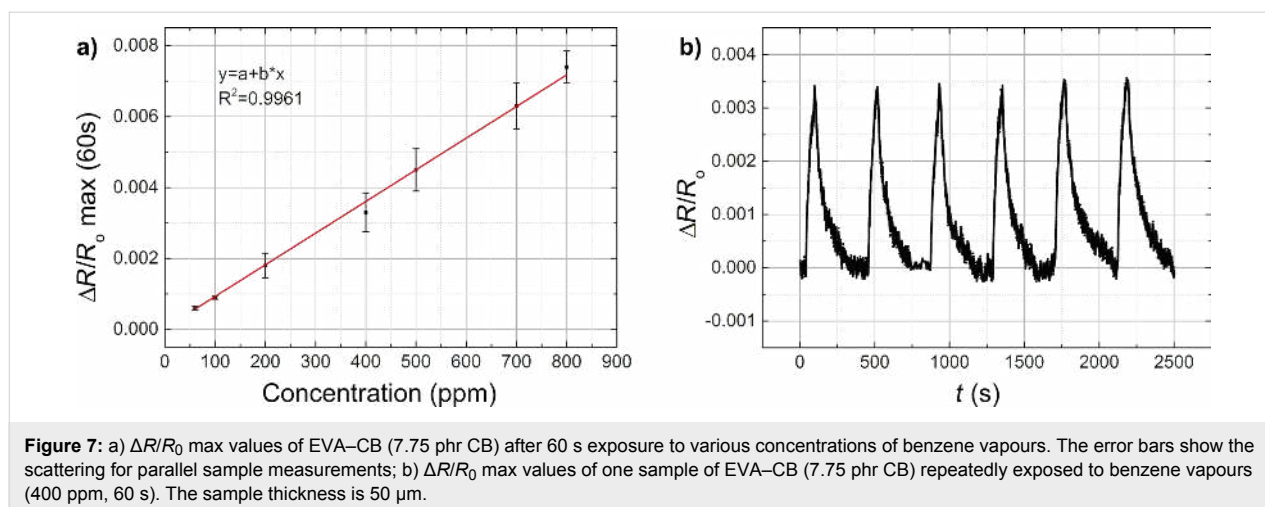 a)
0.008
0.006
0.004
0.002
0.000
ΔR/R₀ max (60s)
y=a+b*x
R²=0.9961
0 100 200 300 400 500 600 700 800 900
Concentration (ppm)
b)
0.004
0.003
0.002
0.001
0.000
-0.001
ΔR/R₀
0 500 1000 1500 2000 2500
t (s)
Figure 7: a) ΔR/R₀ max values of EVA–CB (7.75 phr CB) after 60 s exposure to various concentrations of benzene vapours. The error bars show the
scattering for parallel sample measurements; b) ΔR/R₀ max values of one sample of EVA–CB (7.75 phr CB) repeatedly exposed to benzene vapours
(400 ppm, 60 s). The sample thickness is 50 μm.